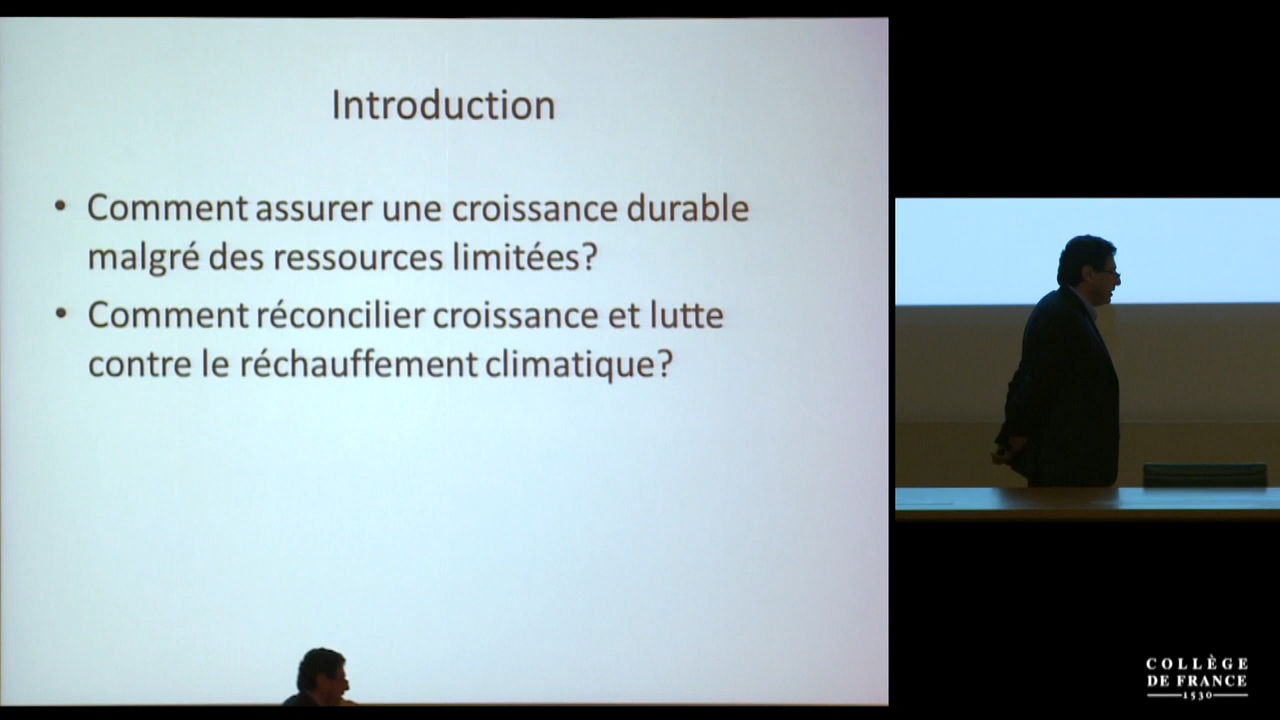 Introduction
• Comment assurer une croissance durable
malgré des ressources limitées?
• Comment réconcilier croissance et lutte
contre le réchauffement climatique?
COLLÈGE
DE FRANCE
1530